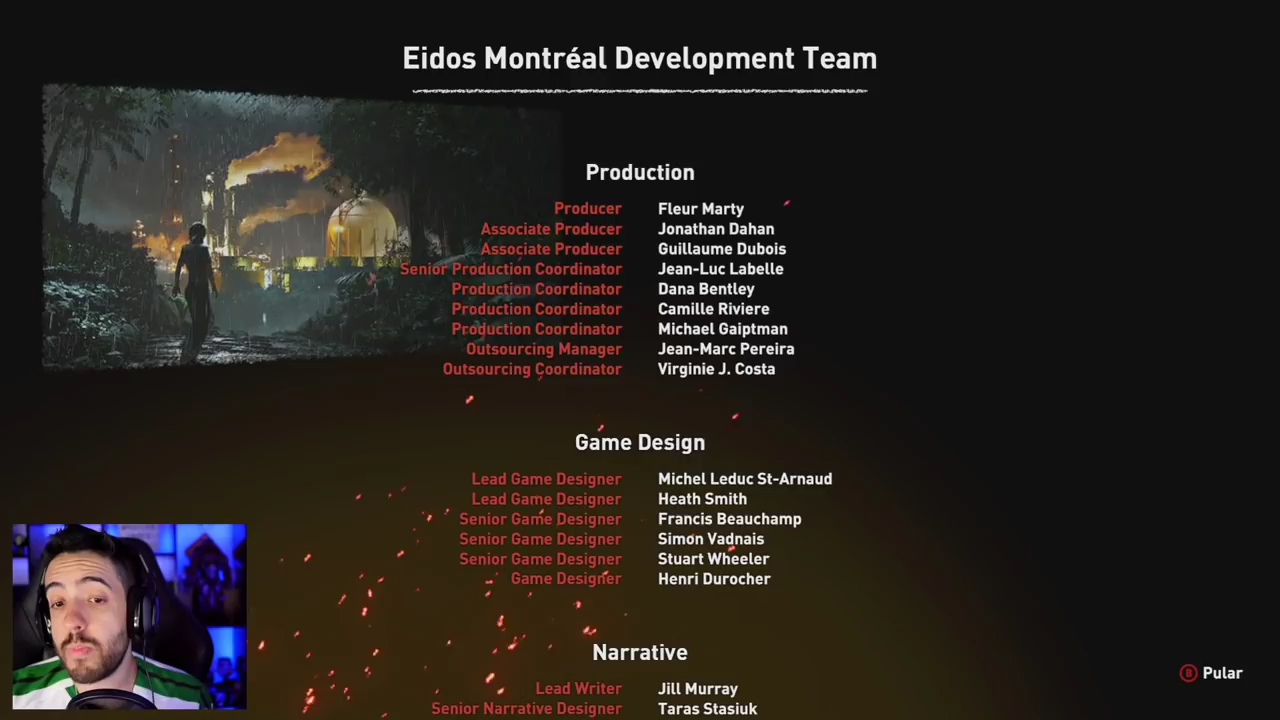 Eidos Montréal Development Team
Production
Producer Fleur Marty
Associate Producer Jonathan Dahan
Associate Producer Guillaume Dubois
Senior Production Coordinator Jean-Luc Labelle
Production Coordinator Dana Bentley
Production Coordinator Camille Riviere
Production Coordinator Michael Gaiptman
Outsourcing Manager Jean-Marc Pereira
Outsourcing Coordinator Virginie J. Costa
Game Design
Lead Game Designer Michel Leduc St-Arnaud
Lead Game Designer Heath Smith
Senior Game Designer Francis Beauchamp
Senior Game Designer Simon Vadnais
Senior Game Designer Stuart Wheeler
Game Designer Henri Durocher
Narrative
Lead Writer Jill Murray
Senior Narrative Designer Taras Stasiuk
B Pular